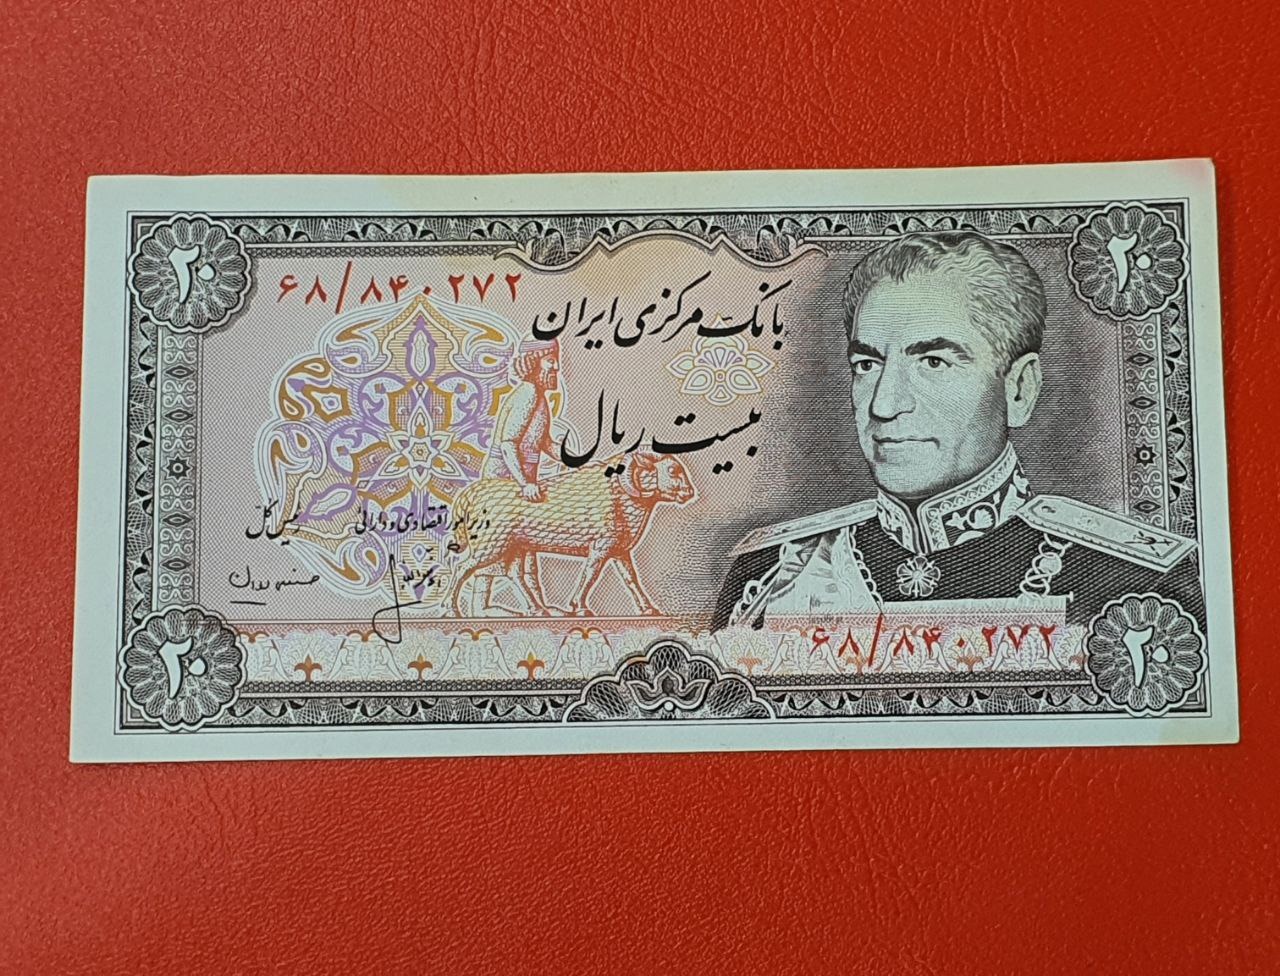 ۲۰
۲۰
۶۸/۸۴۰۲۷۲
بانک مرکزی ایران
بیست ریال
وزیر امور اقتصادی و دارائی
رئیس کل
۶۸/۸۴۰۲۷۲
۲۰
۲۰